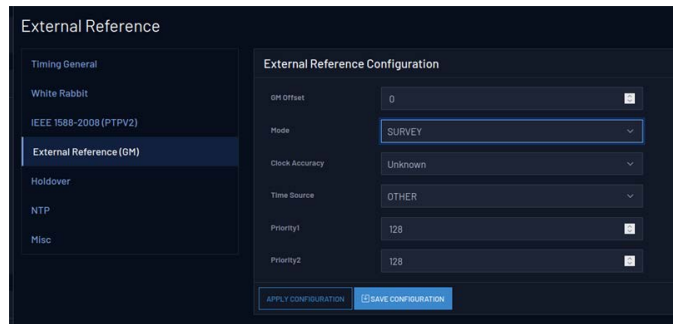 External Reference
Timing General
White Rabbit
IEEE 1588-2008 (PTPV2)
External Reference (GM)
Holdover
NTP
Misc
External Reference Configuration
GM Offset 0
Mode SURVEY
Clock Accuracy Unknown
Time Source OTHER
Priority1 128
Priority2 128
APPLY CONFIGURATION SAVE CONFIGURATION